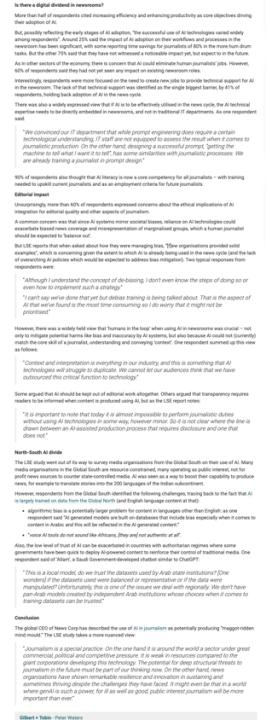 Is there a digital dividend in newsrooms?
More than half of respondents cited increasing efficiency and enhancing productivity as core objectives driving
their adoption of AI.
But, possibly reflecting the early stages of AI adoption, "the successful use of AI technologies varied widely
among respondents". Around 25% said the impact of AI adoption on their workflows and processes in the
newsroom has been significant, with some reporting time savings for journalists of 80% in more hum drum
tasks. But the other 75% said that they have not witnessed a noticeable impact yet, but expect to in the future.
As in other sectors of the economy, there is concern that AI could eliminate human journalists' jobs. However,
60% of respondents said they had not yet seen any impact on existing newsroom roles.
Interestingly, respondents were more focused on the need to create new jobs to provide technical support for AI
in the newsroom. The lack of that technical support was identified as the single biggest barrier, by 41% of
respondents, holding back adoption of AI in the news cycle.
There was also a widely expressed view that if AI is to be effectively utilised in the news cycle, the AI technical
expertise needs to be directly embedded in newsrooms, and not in traditional IT departments. As one respondent
said:
"We convinced our IT department that while prompt engineering does require a certain
technological understanding, IT staff are not equipped to assess the result when it comes to
journalistic production. On the other hand, designing a successful prompt, "getting the
machine to tell what I want it to tell", has some similarities with journalistic processes. We
are already training a journalist in prompt design."
90% of respondents also thought that AI literacy is now a core competency for all journalists – with training
needed to upskill current journalists and as an employment criteria for future journalists.
Editorial impact
Unsurprisingly, more than 60% of respondents expressed concerns about the ethical implications of AI
integration for editorial quality and other aspects of journalism.
A common concern was that since AI systems mirror societal biases, reliance on AI technologies could
exacerbate biased news coverage and misrepresentation of marginalised groups, which a human journalist
should be expected to 'balance out'.
But LSE reports that when asked about how they were managing bias, "[f]ew organisations provided solid
examples", which is concerning given the extent to which AI is already being used in the news cycle (and the lack
of overarching AI policies which would be expected to address bias mitigation). Two typical responses from
respondents were:
"Although I understand the concept of de-biasing, I don't even know the steps of doing so or
even how to implement such a strategy"
"I can't say we've done that yet but debias training is being talked about. That is the aspect of
AI that we've found is the most time consuming so I do worry that it might not be
prioritised."
However, there was a widely held view that 'humans in the loop' when using AI in newsrooms was crucial – not
only to mitigate potential harms like bias and inaccuracy by AI systems, but also because AI could not (currently)
match the core skill of a journalist, understanding and conveying 'context'. One respondent summed up this view
as follows:
"Context and interpretation is everything in our industry, and this is something that AI
technologies will struggle to duplicate. We cannot let our audiences think that we have
outsourced this critical function to technology."
Some argued that AI should be kept out of editorial work altogether. Others argued that transparency requires
readers to be informed when content is produced using AI, but as the LSE report notes:
"It is important to note that today it is almost impossible to perform journalistic duties
without using AI technologies in some way, however minor. So it is not clear where the line is
drawn between an AI-assisted production process that requires disclosure and one that
does not."
North-South AI divide
The LSE study went out of its way to survey media organisations from the Global South on their use of AI. Many
media organisations in the Global South are resource constrained, many operating as public interest, not for
profit news sources to counter state-controlled media. AI was seen as a way to boost their capability to produce
news, for example to translate stories into the 200 languages of the Indian subcontinent.
However, respondents from the Global South identified the following challenges, tracing back to the fact that AI
is largely trained on data from the Global North (and English language content at that):
• algorithmic bias is a potentially larger problem for content in languages other than English: as one
respondent said "AI generated models are built on databases that include bias especially when it comes to
content in Arabic and this will be reflected in the AI-generated content."
• "voice AI tools do not sound like Africans, [they are] not authentic at all".
Also, the low level of trust of AI can be exacerbated in countries with authoritarian regimes where some
governments have been quick to deploy AI-powered content to reinforce their control of traditional media. One
respondent said of 'Allam', a Saudi Government-developed chatbot similar to ChatGPT:
"This is a local model, do we trust the datasets used by Arab state institutions? [One
wonders] if the datasets used were balanced or representative or if the data were
manipulated? Unfortunately, this is one of the issues we deal with regionally. We don't have
pan-Arab models created by independent Arab institutions whose choices when it comes to
training datasets can be trusted."
Conclusion
The global CEO of News Corp has described the use of AI in journalism as potentially producing "maggot-ridden
mind mould." The LSE study takes a more nuanced view:
"Journalism is a special practice. On the one hand it is around the world a sector under great
commercial, political and competitive pressure. It is weak in resources compared to the
giant corporations developing this technology. The potential for deep structural threats to
journalism in the future must be part of our thinking now. On the other hand, news
organisations have shown remarkable resilience and innovation in sustaining and
sometimes thriving despite the challenges they have faced. It might even be that in a world
where genAI is such a power, for ill as well as good, public interest journalism will be more
important than ever."
Gilbert + Tobin - Peter Waters